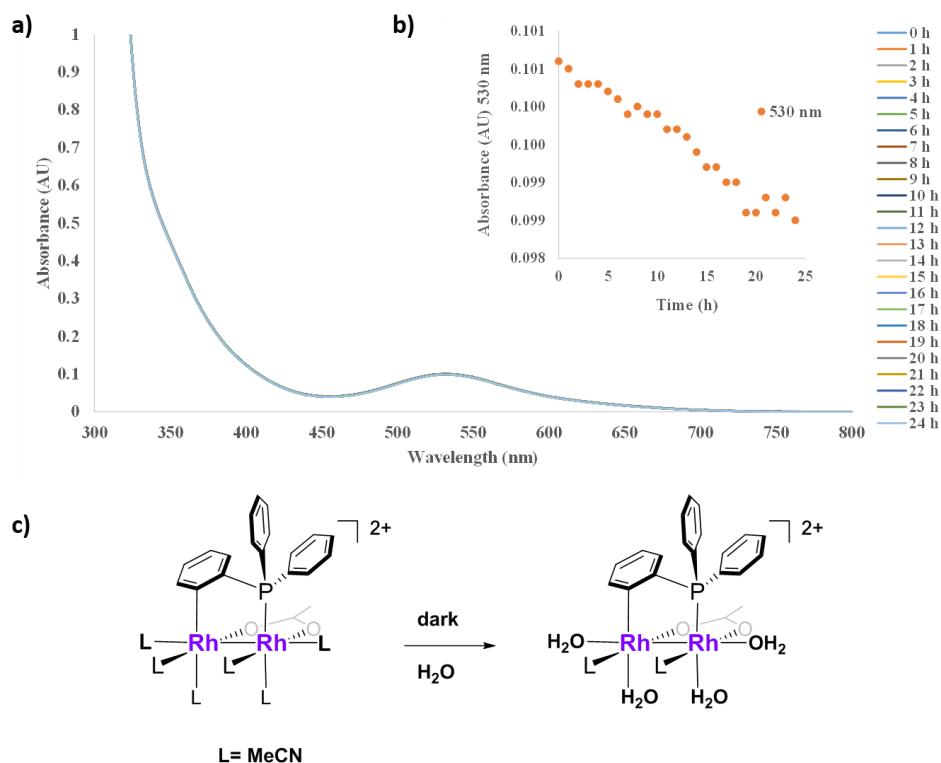 a)
1
0.9
0.8
0.7
0.6
0.5
0.4
0.3
0.2
0.1
0
Absorbance (AU)
300 350 400 450 500 550 600 650 700 750 800
Wavelength (nm)
b)
0.101
0.101
0.100
0.100
0.099
0.099
0.098
Absorbance (AU) 530 nm
530 nm
0 5 10 15 20 25
Time (h)
0 h
1 h
2 h
3 h
4 h
5 h
6 h
7 h
8 h
9 h
10 h
11 h
12 h
13 h
14 h
15 h
16 h
17 h
18 h
19 h
20 h
21 h
22 h
23 h
24 h
c)
2+
P
O O
L Rh Rh L
L L
L L
L= MeCN
dark
H₂O
2+
P
O O
H₂O Rh Rh OH₂
L L
H₂O H₂O